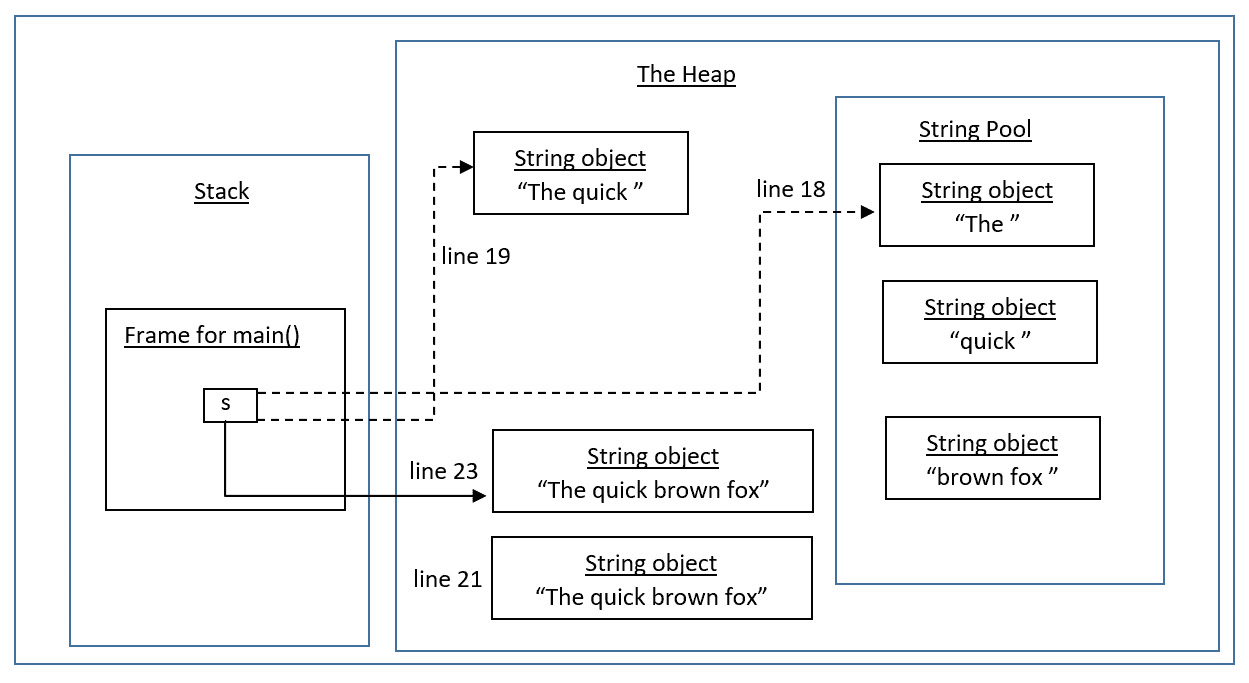 The Heap
String Pool
String object
“The quick ”
line 18
String object
“The ”
Stack
line 19
String object
“quick ”
Frame for main()
s
String object
“brown fox ”
line 23
String object
“The quick brown fox”
line 21
String object
“The quick brown fox”